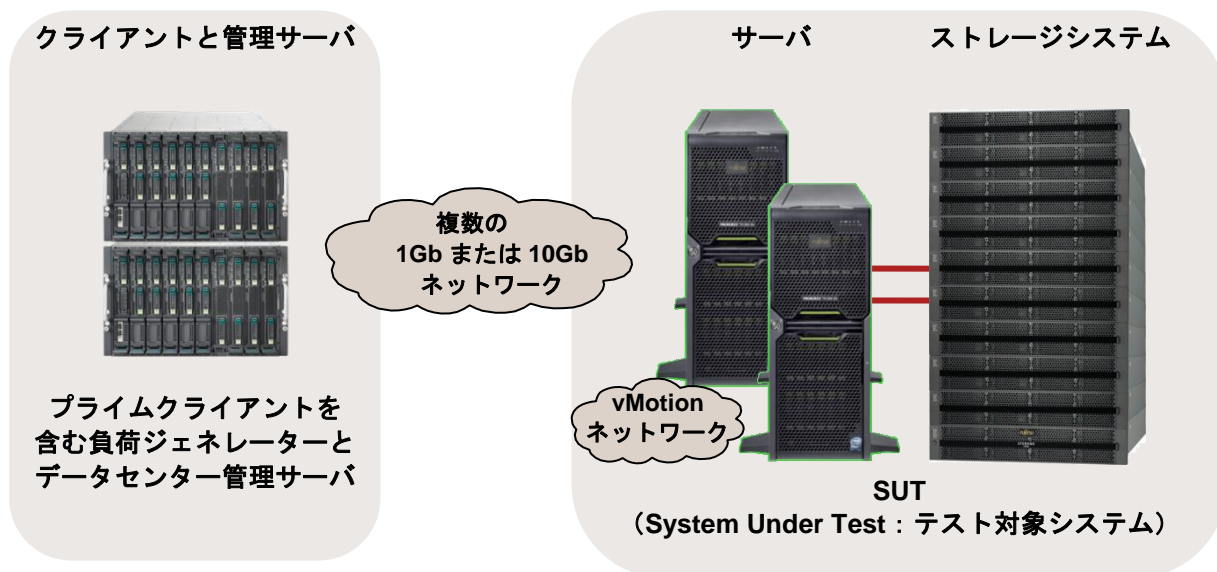 クライアントと管理サーバ
プライムクライアントを
含む負荷ジェネレーターと
データセンター管理サーバ
複数の
1Gb または 10Gb
ネットワーク
サーバ
ストレージシステム
vMotion
ネットワーク
SUT
（System Under Test：テスト対象システム）